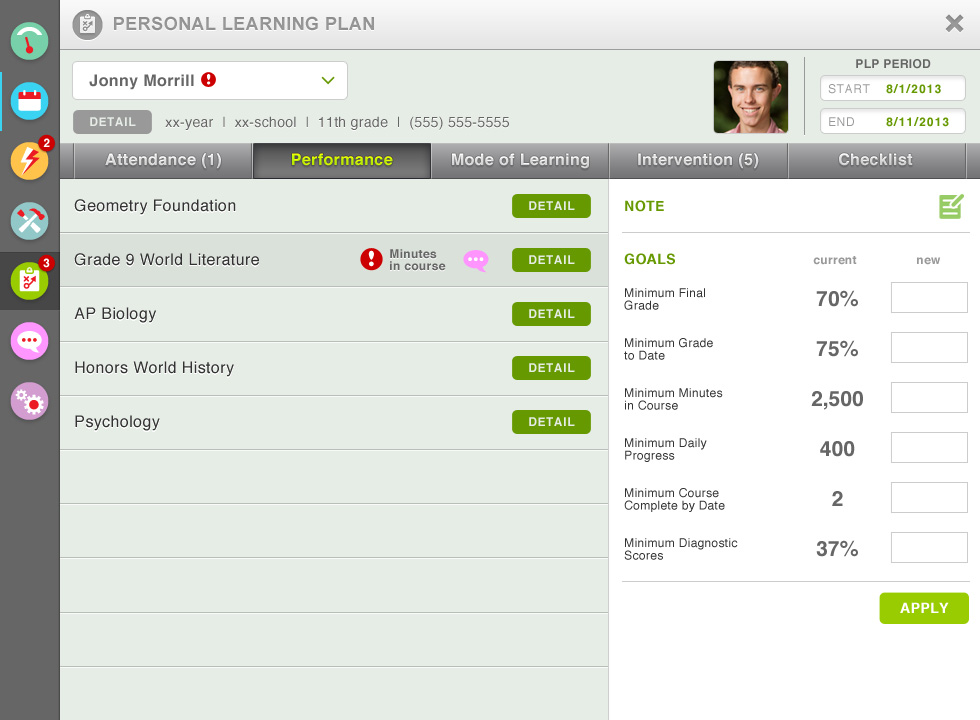 PERSONAL LEARNING PLAN
Jonny Morrill
DETAIL xx-year | xx-school | 11th grade | (555) 555-5555
PLP PERIOD
START 8/1/2013
END 8/11/2013
2
3
Attendance (1) Performance Mode of Learning Intervention (5) Checklist
Geometry Foundation DETAIL
Grade 9 World Literature Minutes
in course DETAIL
AP Biology DETAIL
Honors World History DETAIL
Psychology DETAIL
NOTE
GOALS current new
Minimum Final
Grade 70%
Minimum Grade
to Date 75%
Minimum Minutes
in Course 2,500
Minimum Daily
Progress 400
Minimum Course
Complete by Date 2
Minimum Diagnostic
Scores 37%
APPLY